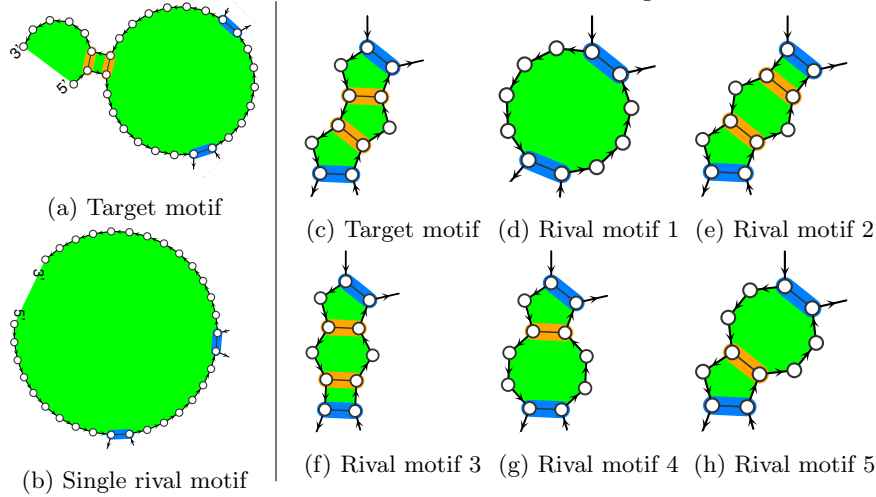 3'
5'
(a) Target motif
3'
5'
(b) Single rival motif
(c) Target motif (d) Rival motif 1 (e) Rival motif 2
(f) Rival motif 3 (g) Rival motif 4 (h) Rival motif 5